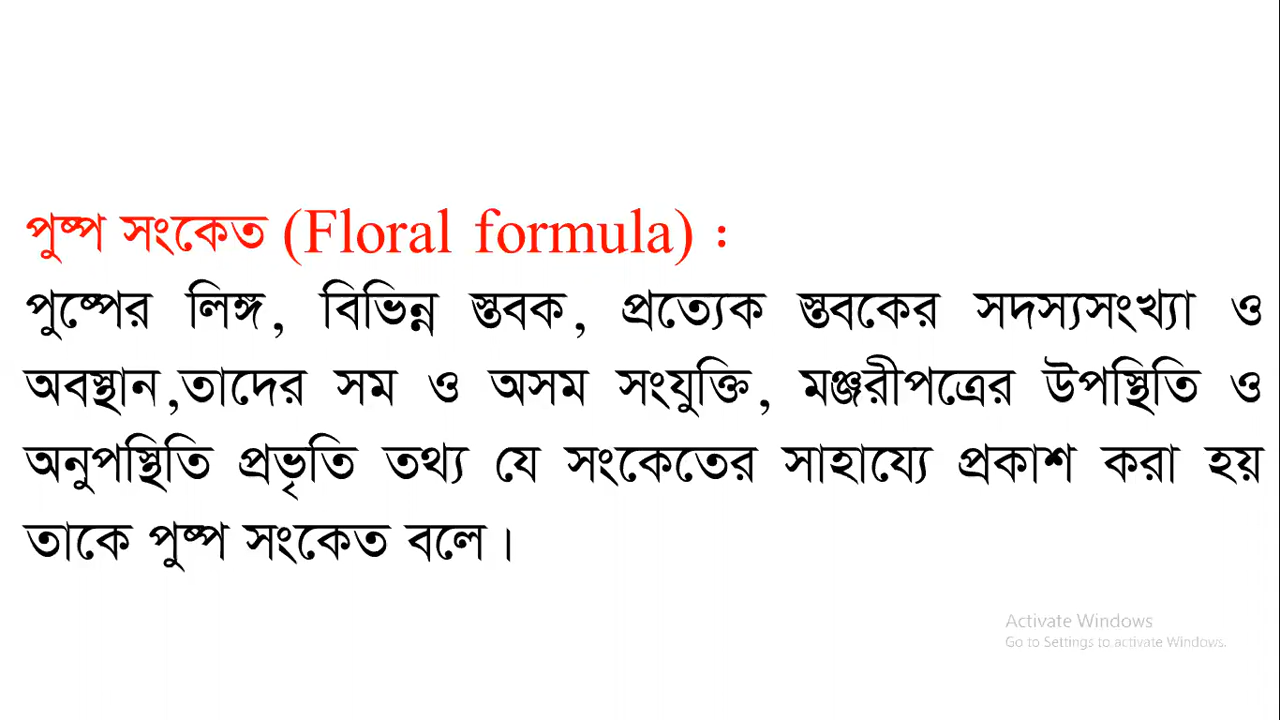 পুষ্প সংকেত (Floral formula) :
পুষ্পের লিঙ্গ, বিভিন্ন স্তবক, প্রত্যেক স্তবকের সদস্যসংখ্যা ও
অবস্থান,তাদের সম ও অসম সংযুক্তি, মঞ্জরীপত্রের উপস্থিতি ও
অনুপস্থিতি প্রভৃতি তথ্য যে সংকেতের সাহায্যে প্রকাশ করা হয়
তাকে পুষ্প সংকেত বলে।
Activate Windows
Go to Settings to activate Windows.